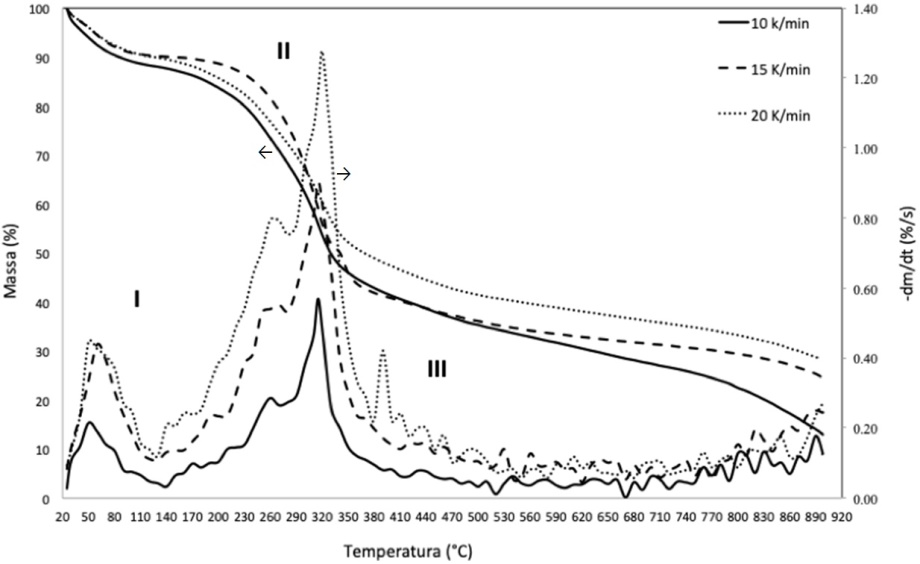 100
90
80
70
60
50
40
30
20
10
0
Massa (%)
I
II
III
10 k/min
15 K/min
20 K/min
1.40
1.20
1.00
0.80
0.60
0.40
0.20
0.00
-dm/dt (%/s)
20 50 80 110 140 170 200 230 260 290 320 350 380 410 440 470 500 530 560 590 620 650 680 710 740 770 800 830 860 890 920
Temperatura (°C)